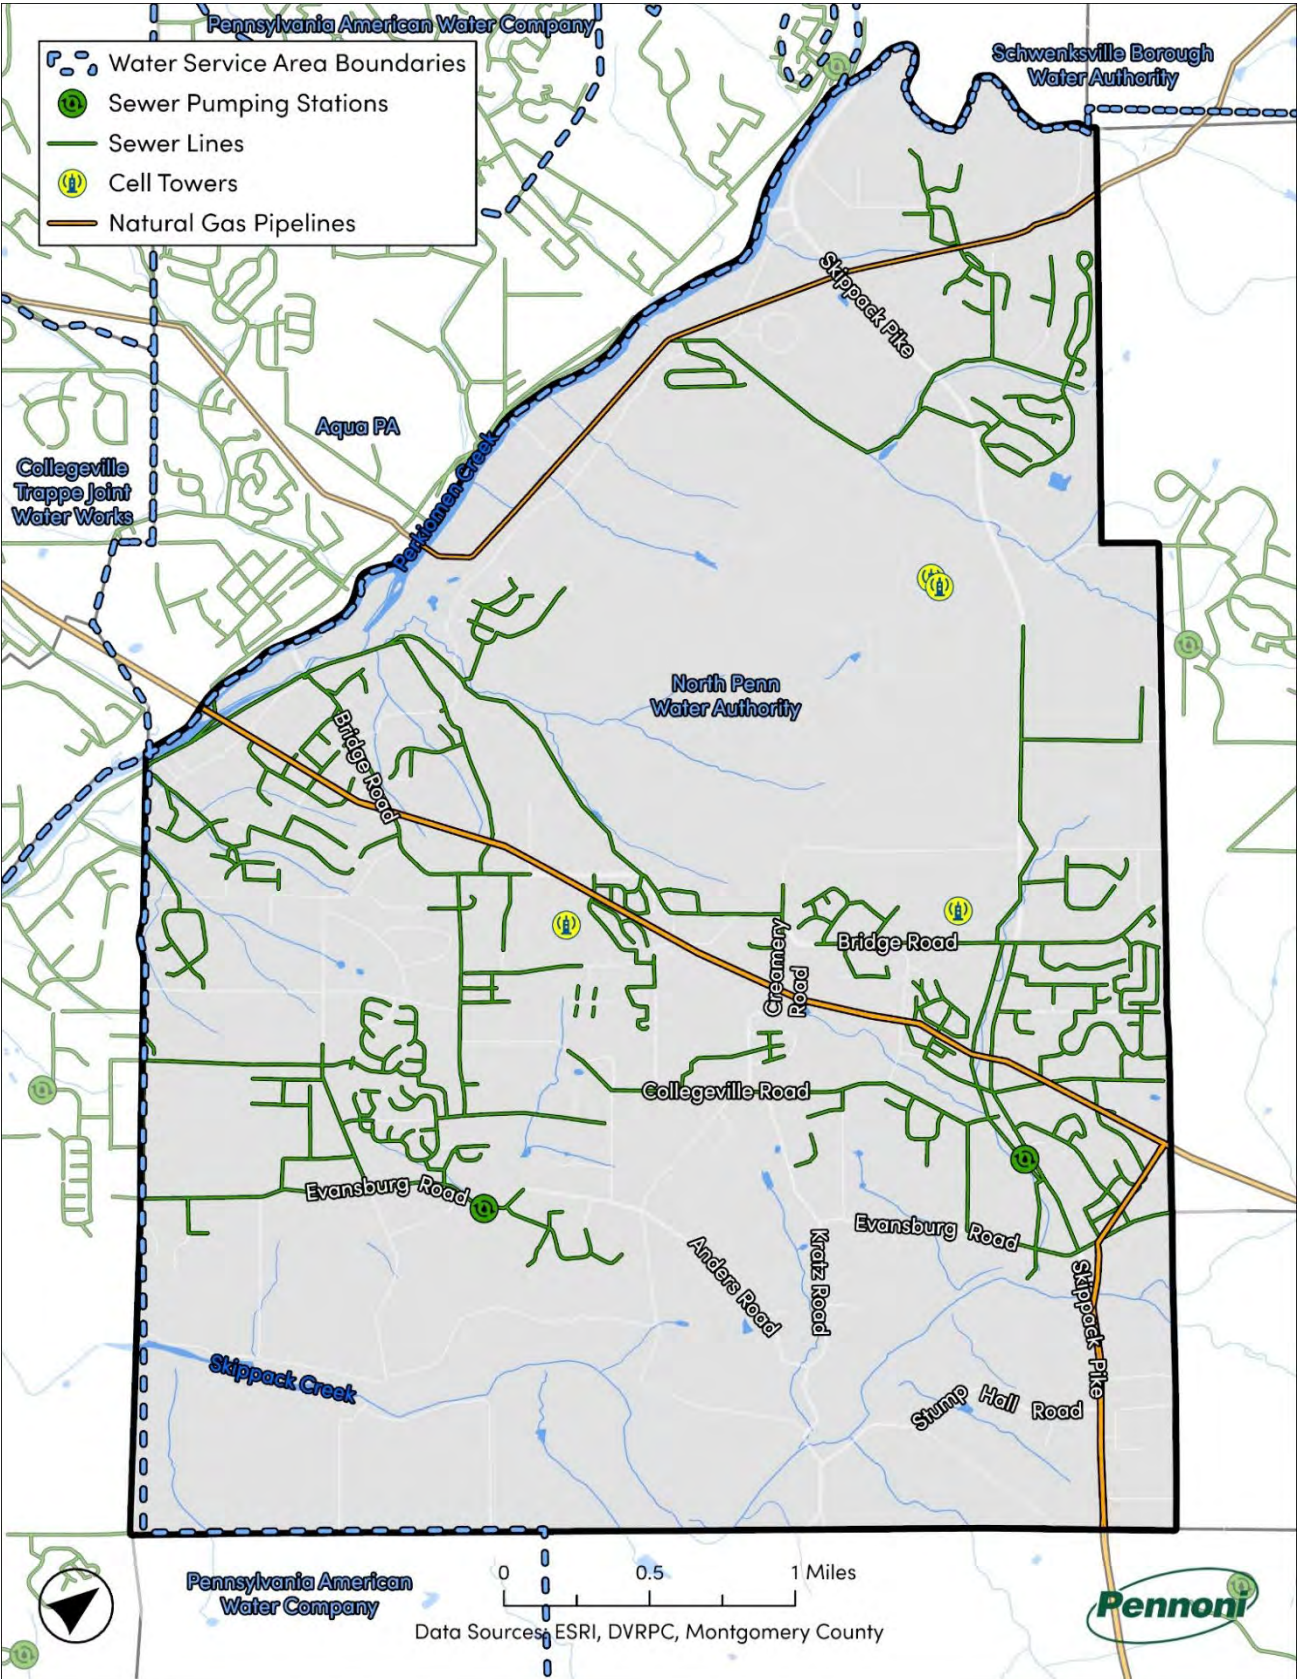 Pennsylvania American Water Company
Water Service Area Boundaries
Sewer Pumping Stations
Sewer Lines
Cell Towers
Natural Gas Pipelines
Schwenksville Borough
Water Authority
Skippack Pike
Aqua PA
Collegeville
Trappe Joint
Water Works
Perkiomen Creek
North Penn
Water Authority
Bridge Road
Bridge Road
Creamery
Road
Collegeville Road
Evansburg Road
Evansburg Road
Anders Road
Kratz Road
Skippack Pike
Skippack Creek
Stump Hall Road
Pennsylvania American
Water Company
0 0.5 1 Miles
Data Sources: ESRI, DVRPC, Montgomery County
Pennoni